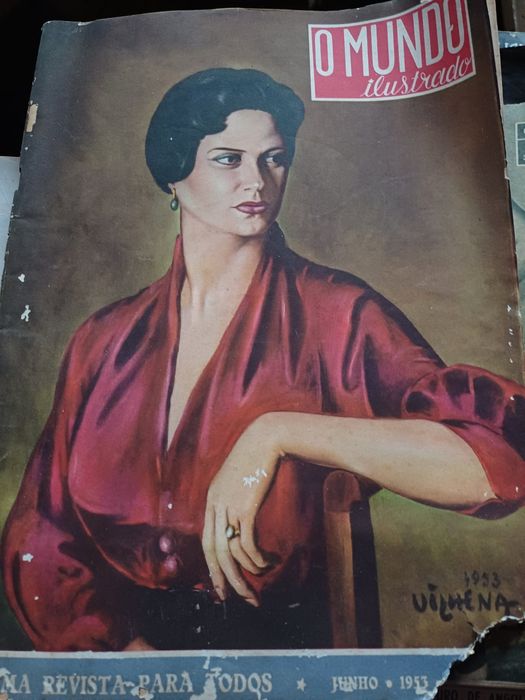 O MUNDO
ilustrado
1953
VILHENA
MA REVISTA PARA TODOS ★ JUNHO • 1953